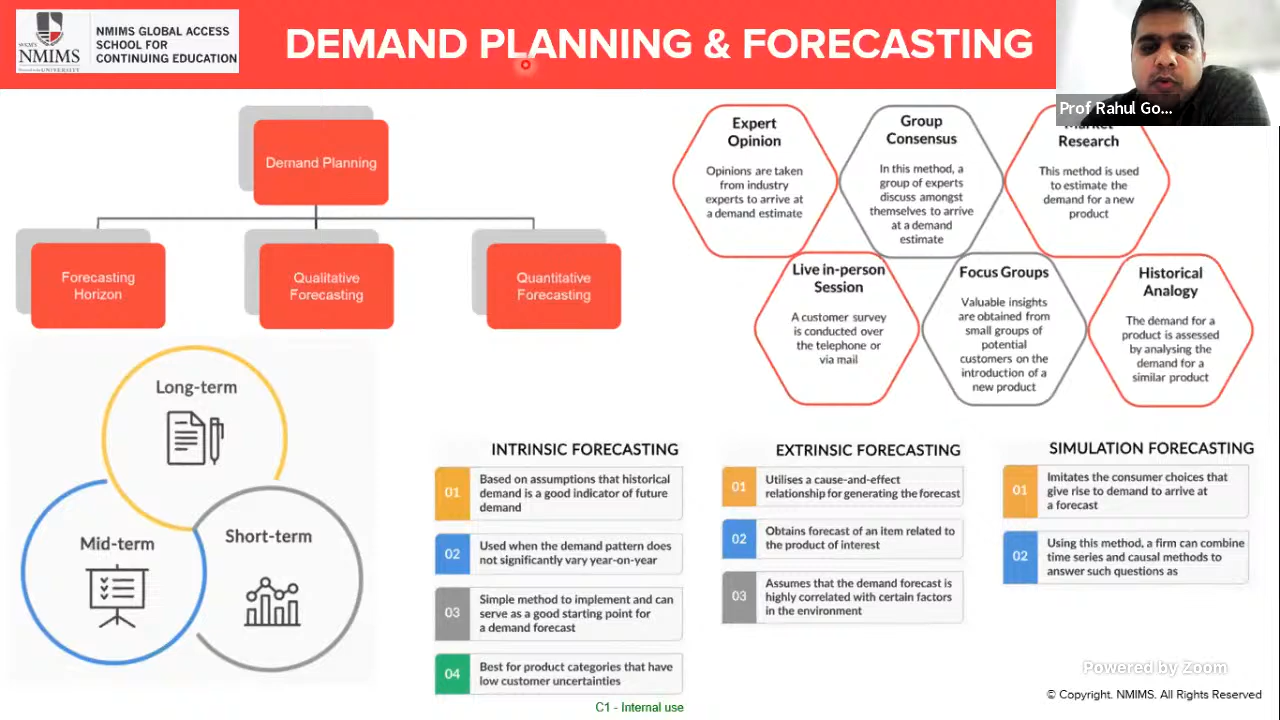 SVKM'S
NMIMS
NMIMS GLOBAL ACCESS
SCHOOL FOR
CONTINUING EDUCATION
DEMAND PLANNING & FORECASTING
Prof Rahul Go...
Demand Planning
Forecasting
Horizon
Qualitative
Forecasting
Quantitative
Forecasting
Expert
Opinion
Opinions are taken
from industry
experts to arrive at
a demand estimate
Group
Consensus
In this method, a
group of experts
discuss amongst
themselves to arrive
at a demand
estimate
Market
Research
This method is used
to estimate the
demand for a new
product
Live in-person
Session
A customer survey
is conducted over
the telephone or
via mail
Focus Groups
Valuable insights
are obtained from
small groups of
potential
customers on the
introduction of a
new product
Historical
Analogy
The demand for a
product is assessed
by analysing the
demand for a
similar product
Long-term
Mid-term
Short-term
INTRINSIC FORECASTING
01
Based on assumptions that historical
demand is a good indicator of future
demand
02
Used when the demand pattern does
not significantly vary year-on-year
03
Simple method to implement and can
serve as a good starting point for
a demand forecast
04
Best for product categories that have
low customer uncertainties
EXTRINSIC FORECASTING
01
Utilises a cause-and-effect
relationship for generating the forecast
02
Obtains forecast of an item related to
the product of interest
03
Assumes that the demand forecast is
highly correlated with certain factors
in the environment
SIMULATION FORECASTING
01
Imitates the consumer choices that
give rise to demand to arrive at
a forecast
02
Using this method, a firm can combine
time series and causal methods to
answer such questions as
Powered by Zoom
© Copyright. NMIMS. All Rights Reserved
C1 - Internal use